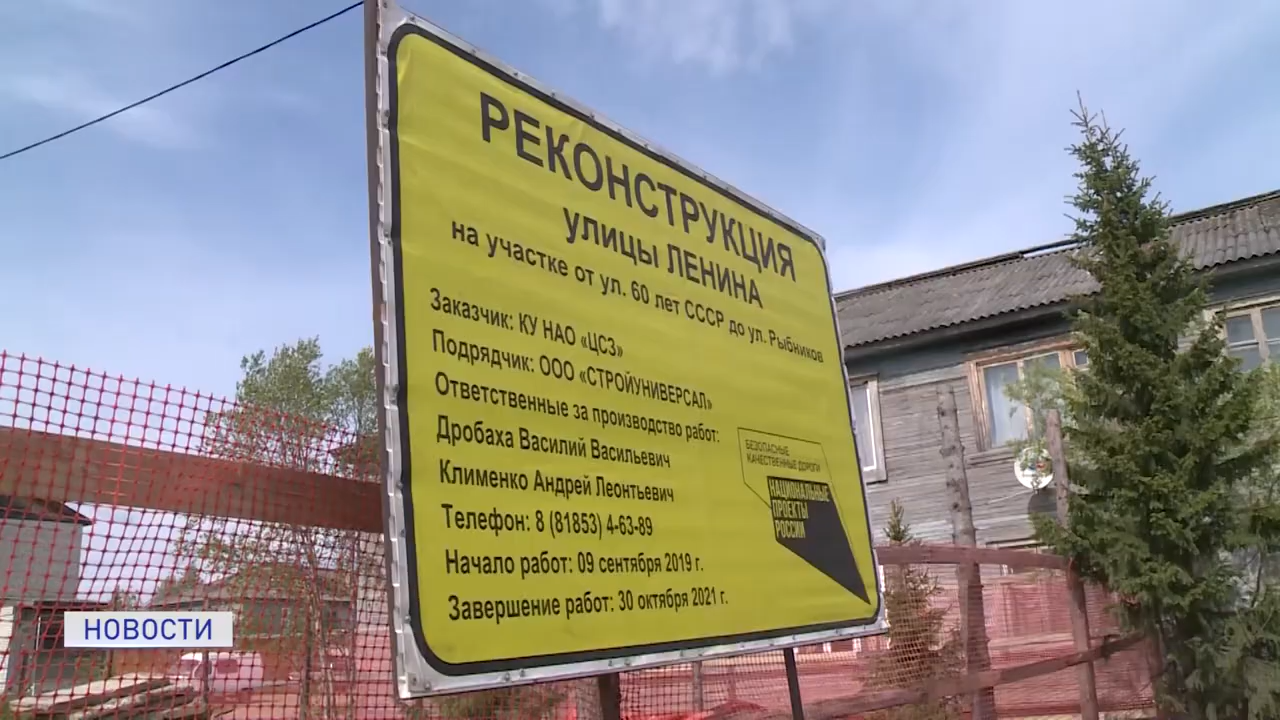 РЕКОНСТРУКЦИЯ
УЛИЦЫ ЛЕНИНА
на участке от ул. 60 лет СССР до ул. Рыбников
Заказчик: КУ НАО «ЦСЗ»
Подрядчик: ООО «СТРОЙУНИВЕРСАЛ»
Ответственные за производство работ:
Дробаха Василий Васильевич
Клименко Андрей Леонтьевич
Телефон: 8 (81853) 4-63-89
Начало работ: 09 сентября 2019 г.
Завершение работ: 30 октября 2021 г.
БЕЗОПАСНЫЕ
КАЧЕСТВЕННЫЕ ДОРОГИ
НАЦИОНАЛЬНЫЕ
ПРОЕКТЫ
РОССИИ
НОВОСТИ